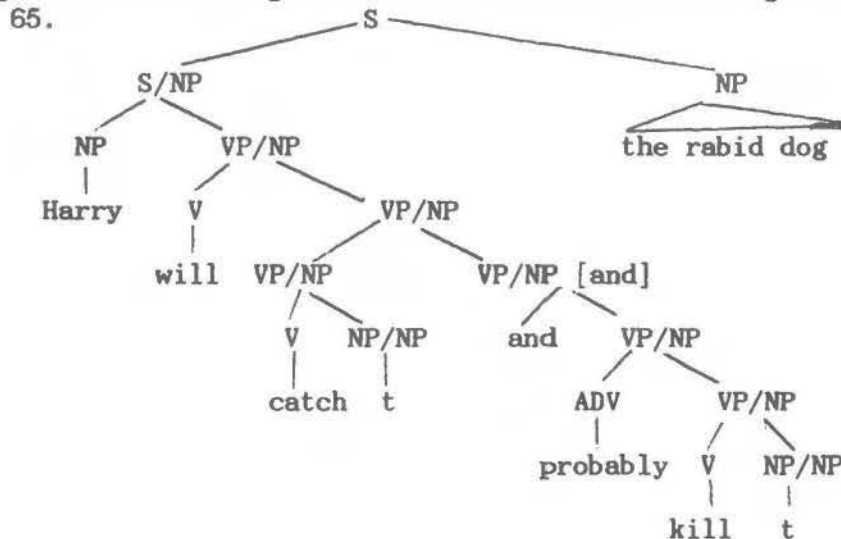 65. S
S/NP NP
NP VP/NP the rabid dog
Harry V VP/NP
will VP/NP VP/NP [and]
V NP/NP and VP/NP
catch t ADV VP/NP
probably V NP/NP
kill t